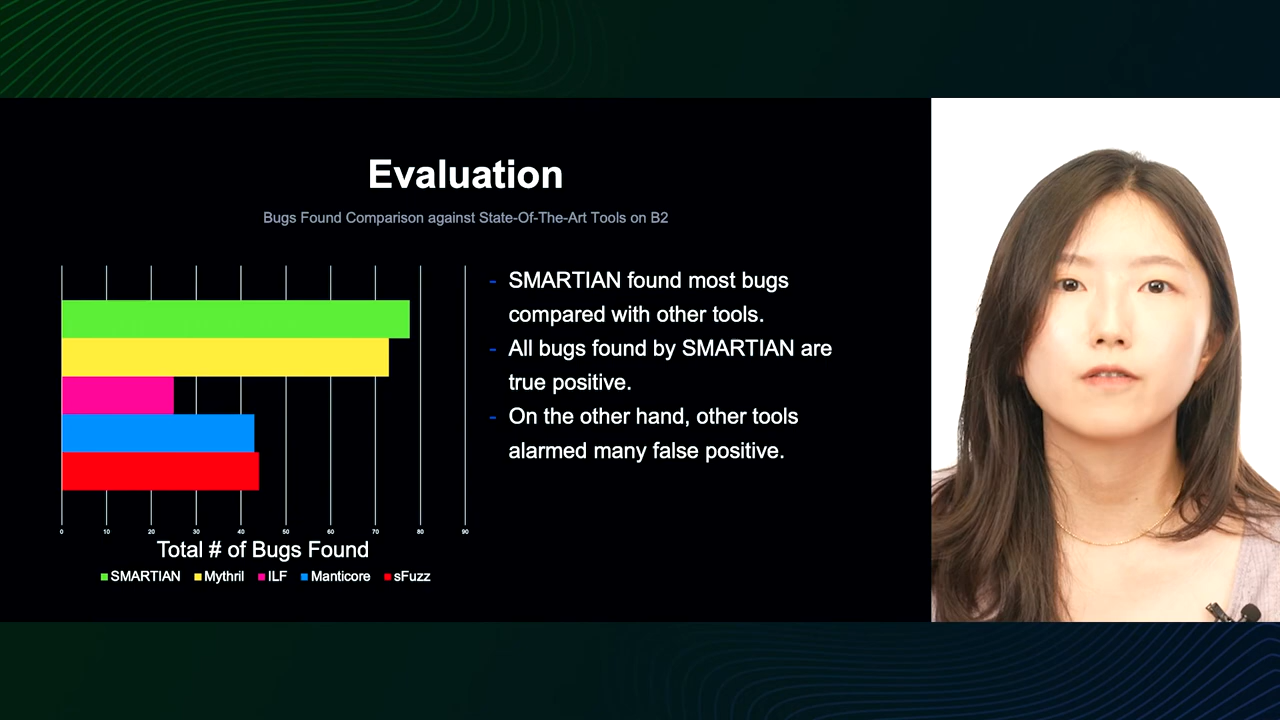 Evaluation
Bugs Found Comparison against State-Of-The-Art Tools on B2
- SMARTIAN found most bugs
compared with other tools.
- All bugs found by SMARTIAN are
true positive.
- On the other hand, other tools
alarmed many false positive.
0 10 20 30 40 50 60 70 80 90
Total # of Bugs Found
SMARTIAN Mythril ILF Manticore sFuzz